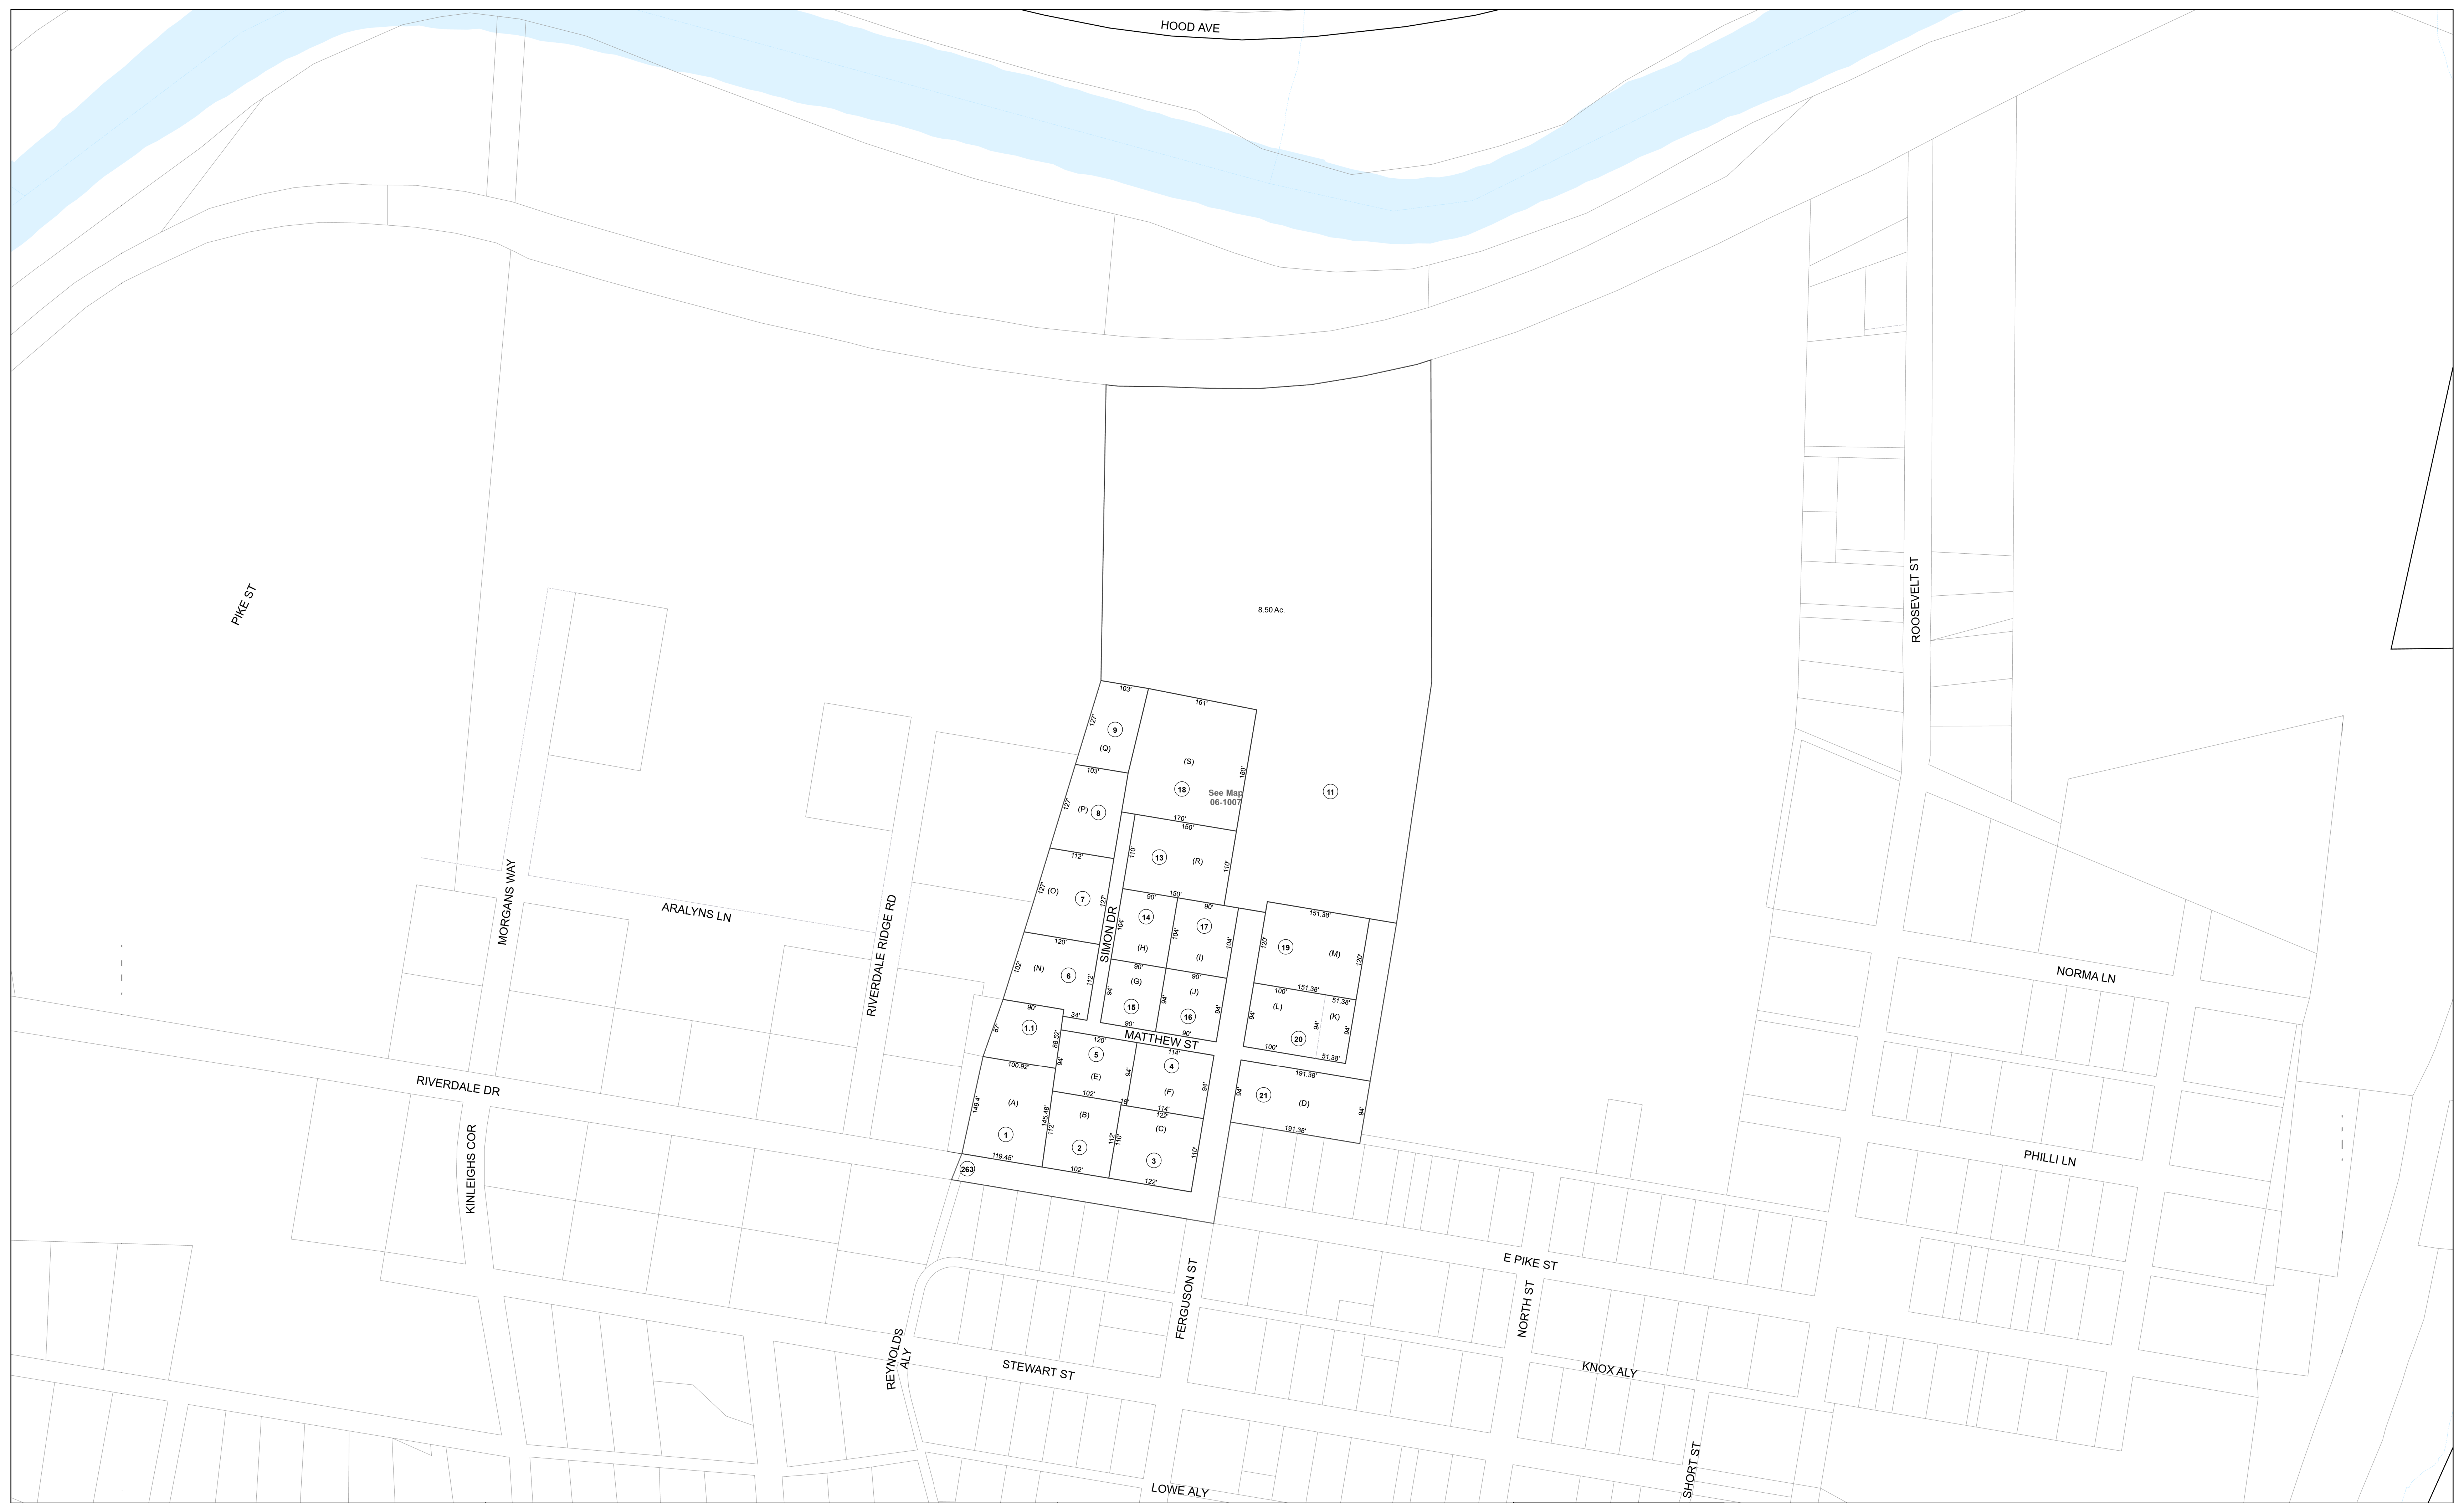 HOOD AVE
PIKE ST
ROOSEVELT ST
8.50 Ac.
103'
161'
127'
9
(Q)
(S)
180'
18
See Map
06-1007
11
103'
127'
(P)
8
170'
150'
110'
13
(R)
110'
112'
127'
(O)
7
127'
150'
90'
90'
MORGANS WAY
ARALYNS LN
RIVERDALE RIDGE RD
SIMON DR
104'
14
104'
17
104'
(H)
(I)
151.38'
120'
19
(M)
120'
120'
102'
(N)
6
112'
90'
90'
(G)
94'
15
94'
(J)
16
94'
151.38'
100'
51.38'
(L)
(K)
94'
94'
94'
20
100'
51.38'
NORMA LN
90'
34'
87'
1.1
88.52'
90'
90'
MATTHEW ST
120'
5
94'
(E)
94'
114'
4
94'
(F)
191.38'
94'
21
(D)
94'
191.38'
RIVERDALE DR
100.92'
149.4'
(A)
145.48'
1
119.45'
102'
18'
114'
122'
(B)
112'
2
112'
110'
(C)
3
110'
102'
122'
263
KINLEIGHS COR
PHILLI LN
E PIKE ST
FERGUSON ST
NORTH ST
REYNOLDS
ALY
STEWART ST
KNOX ALY
SHORT ST
LOWE ALY